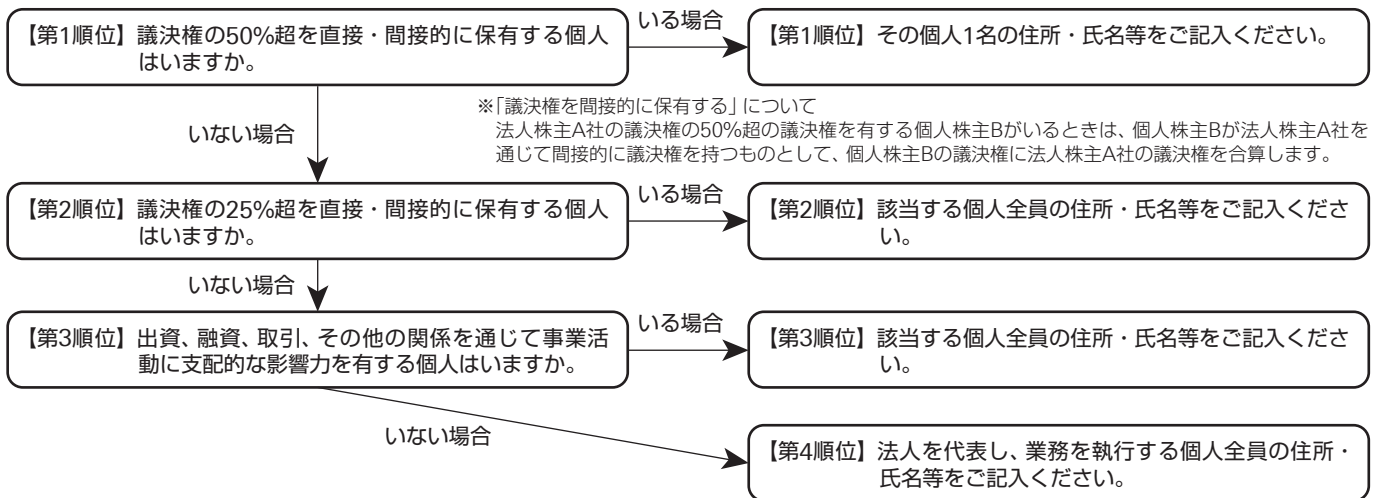 【第1順位】議決権の50%超を直接・間接的に保有する個人
はいますか。
いる場合
【第1順位】その個人1名の住所・氏名等をご記入ください。
いない場合
※「議決権を間接的に保有する」について
法人株主A社の議決権の50%超の議決権を有する個人株主Bがいるときは、個人株主Bが法人株主A社を
通じて間接的に議決権を持つものとして、個人株主Bの議決権に法人株主A社の議決権を合算します。
【第2順位】議決権の25%超を直接・間接的に保有する個人
はいますか。
いる場合
【第2順位】該当する個人全員の住所・氏名等をご記入くださ
い。
いない場合
【第3順位】出資、融資、取引、その他の関係を通じて事業活
動に支配的な影響力を有する個人はいますか。
いる場合
【第3順位】該当する個人全員の住所・氏名等をご記入くださ
い。
いない場合
【第4順位】法人を代表し、業務を執行する個人全員の住所・
氏名等をご記入ください。